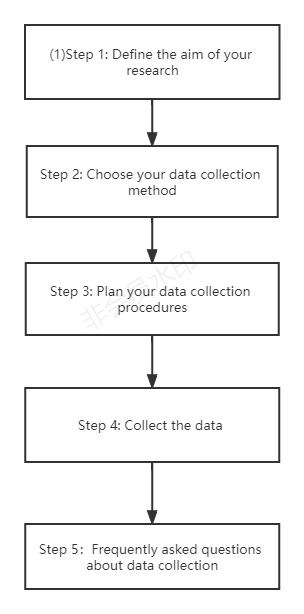 (1)Step 1: Define the aim of your
research
Step 2: Choose your data collection
method
非会员水印
Step 3: Plan your data collection
procedures
Step 4: Collect the data
Step 5:  Frequently asked questions
about data collection